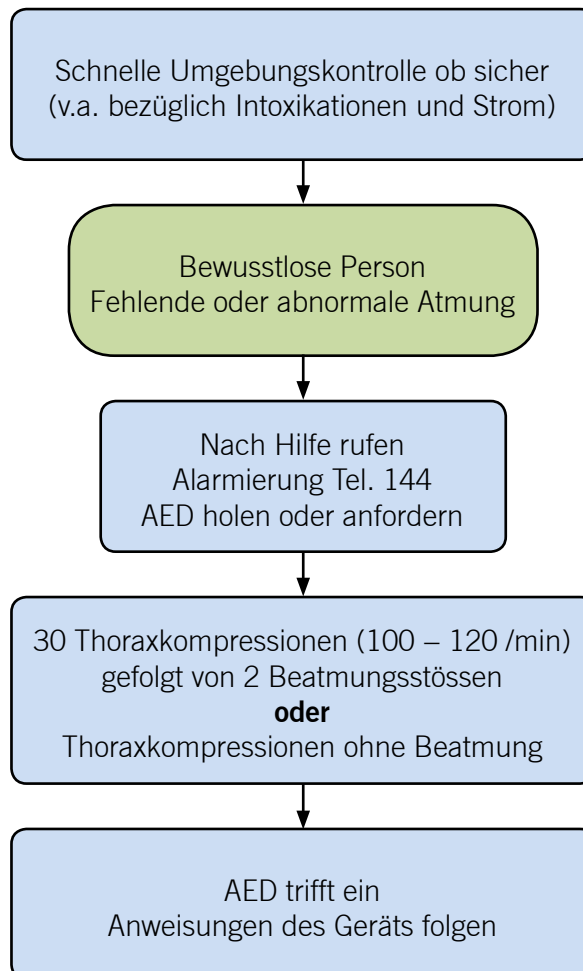 Schnelle Umgebungskontrolle ob sicher
(v.a. bezüglich Intoxikationen und Strom)
Bewusstlose Person
Fehlende oder abnormale Atmung
Nach Hilfe rufen
Alarmierung Tel. 144
AED holen oder anfordern
30 Thoraxkompressionen (100 – 120 /min)
gefolgt von 2 Beatmungsstössen
oder
Thoraxkompressionen ohne Beatmung
AED trifft ein
Anweisungen des Geräts folgen